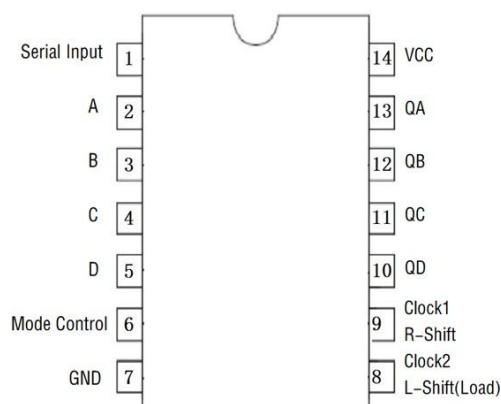 Serial Input 1
A 2
B 3
C 4
D 5
Mode Control 6
GND 7
14 VCC
13 QA
12 QB
11 QC
10 QD
9 Clock1
R-Shift
8 Clock2
L-Shift(Load)